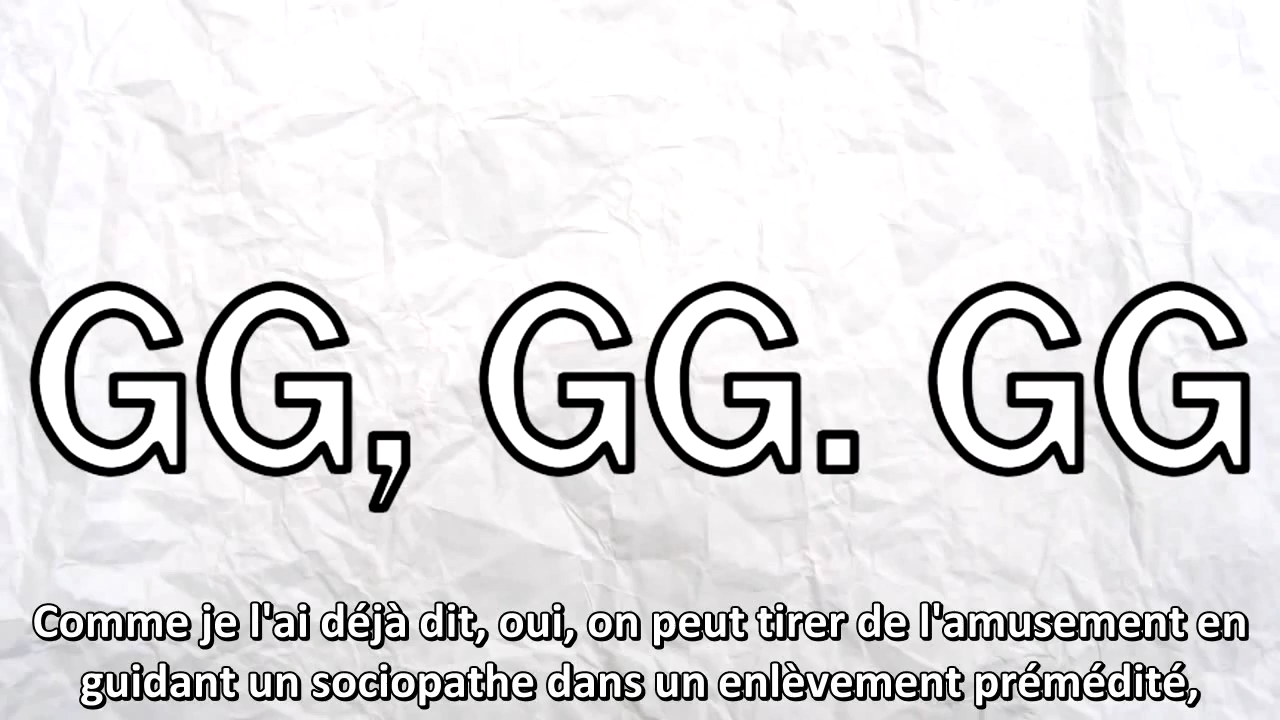 GG, GG. GG
Comme je l'ai déjà dit, oui, on peut tirer de l'amusement en
guidant un sociopathe dans un enlèvement prémédité,